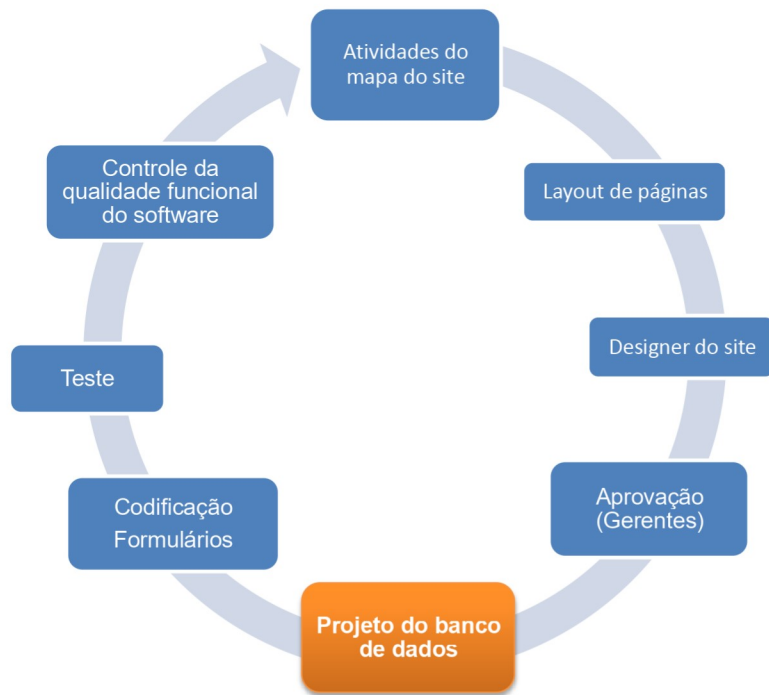 Atividades do
mapa do site
Layout de páginas
Designer do site
Aprovação
(Gerentes)
Projeto do banco
de dados
Codificação
Formulários
Teste
Controle da
qualidade funcional
do software